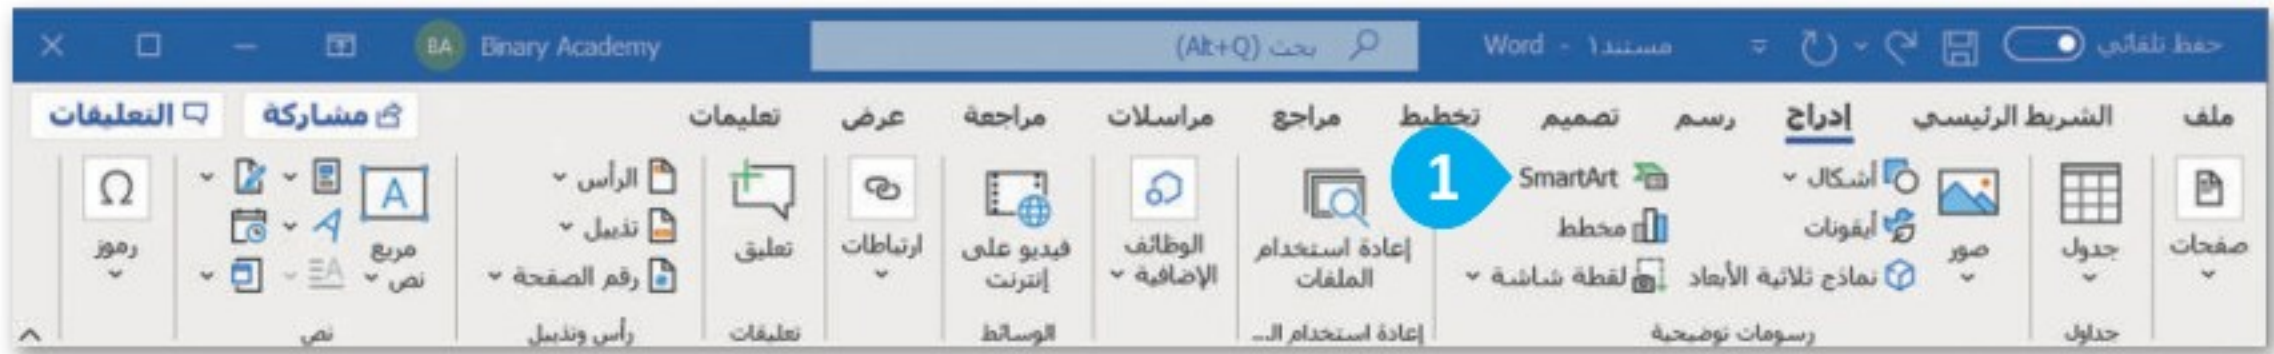 حفظ تلقائي
مستند١ - Word
بحث (Alt+Q)
Binary Academy
BA
ملف
الشريط الرئيسي
إدراج
رسم
تصميم
تخطيط
مراجع
مراسلات
مراجعة
عرض
تعليمات
مشاركة
التعليقات
صفحات
جدول
جداول
صور
أشكال
أيقونات
نماذج ثلاثية الأبعاد
SmartArt
1
مخطط
لقطة شاشة
رسومات توضيحية
إعادة استخدام
الملفات
إعادة استخدام الـ...
الوظائف
الإضافية
فيديو على
إنترنت
الوسائط
ارتباطات
تعليق
تعليقات
الرأس
تذييل
رقم الصفحة
رأس وتذييل
A
مربع
نص
نص
Ω
رموز